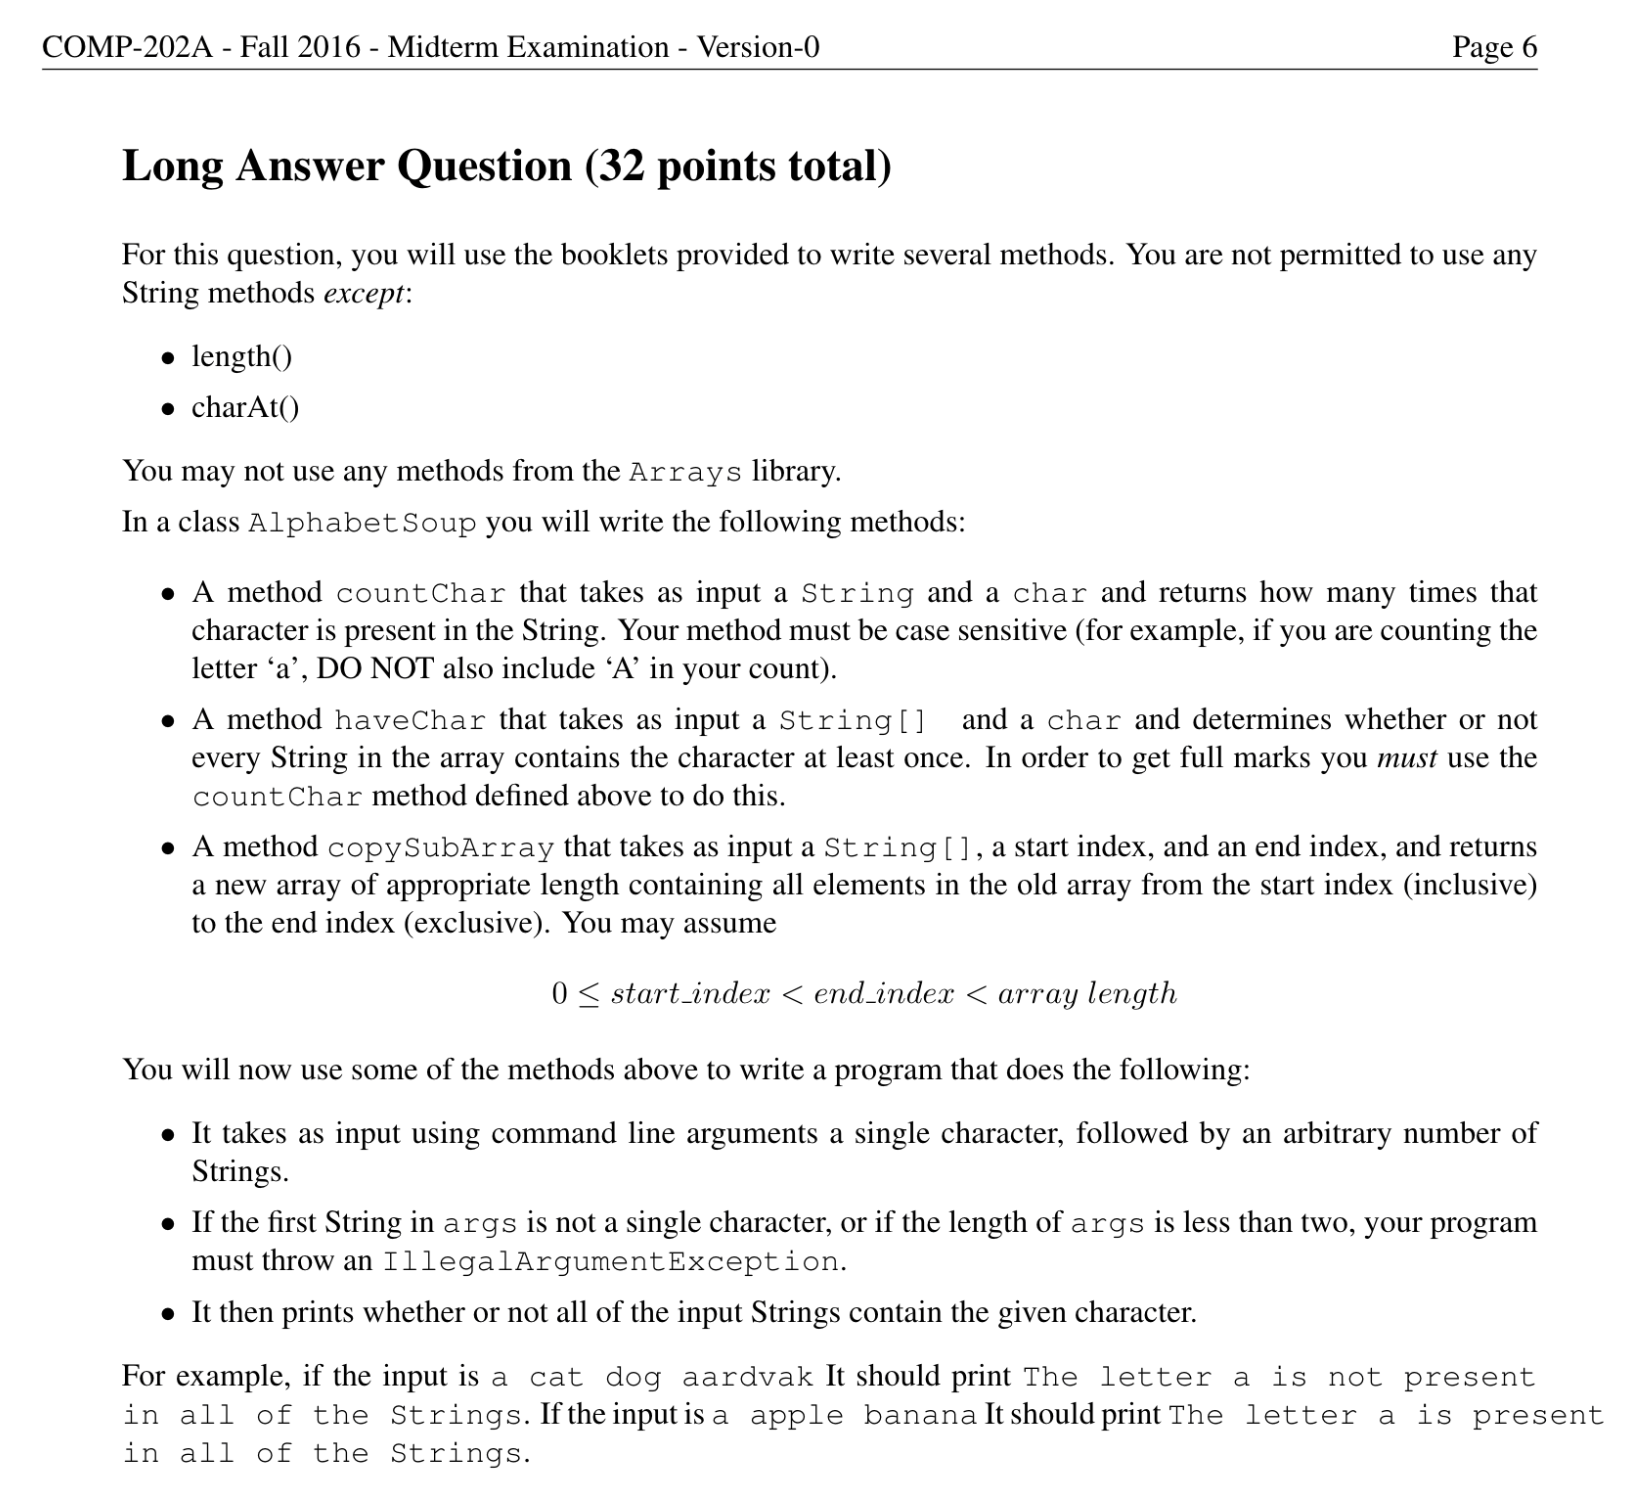 COMP-202A - Fall 2016 - Midterm Examination - Version-0 Page 6
Long Answer Question (32 points total)
For this question, you will use the booklets provided to write several methods. You are not permitted to use any
String methods except:
• length()
• charAt()
You may not use any methods from the Arrays library.
In a class AlphabetSoup you will write the following methods:
• A method countChar that takes as input a String and a char and returns how many times that
character is present in the String. Your method must be case sensitive (for example, if you are counting the
letter ‘a’, DO NOT also include ‘A’ in your count).
• A method haveChar that takes as input a String[] and a char and determines whether or not
every String in the array contains the character at least once. In order to get full marks you must use the
countChar method defined above to do this.
• A method copySubArray that takes as input a String[], a start index, and an end index, and returns
a new array of appropriate length containing all elements in the old array from the start index (inclusive)
to the end index (exclusive). You may assume
0 ≤ start_index < end_index < array length
You will now use some of the methods above to write a program that does the following:
• It takes as input using command line arguments a single character, followed by an arbitrary number of
Strings.
• If the first String in args is not a single character, or if the length of args is less than two, your program
must throw an IllegalArgumentException.
• It then prints whether or not all of the input Strings contain the given character.
For example, if the input is a cat dog aardvak It should print The letter a is not present
in all of the Strings. If the input is a apple banana It should print The letter a is present
in all of the Strings.